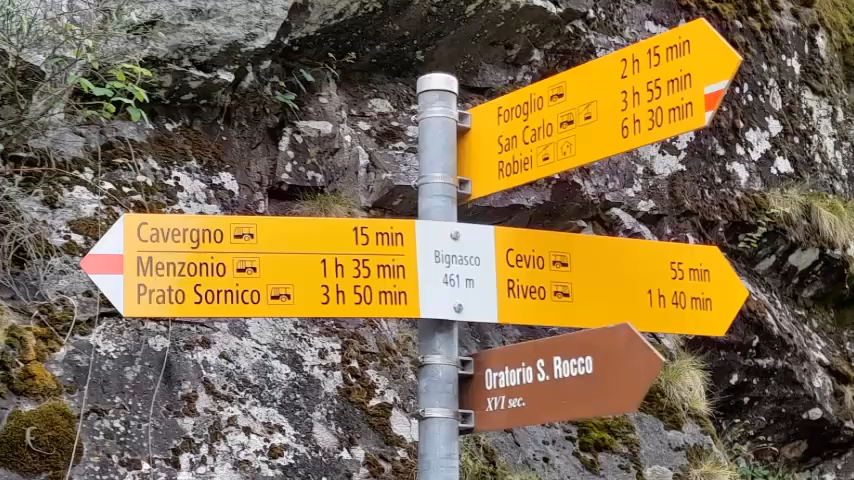 Foroglio 2 h 15 min
San Carlo 3 h 55 min
Robiei 6 h 30 min
Cavergno 15 min
Menzonio 1 h 35 min
Prato Sornico 3 h 50 min
Bignasco
461 m
Cevio 55 min
Riveo 1 h 40 min
Oratorio S. Rocco
XVI sec.